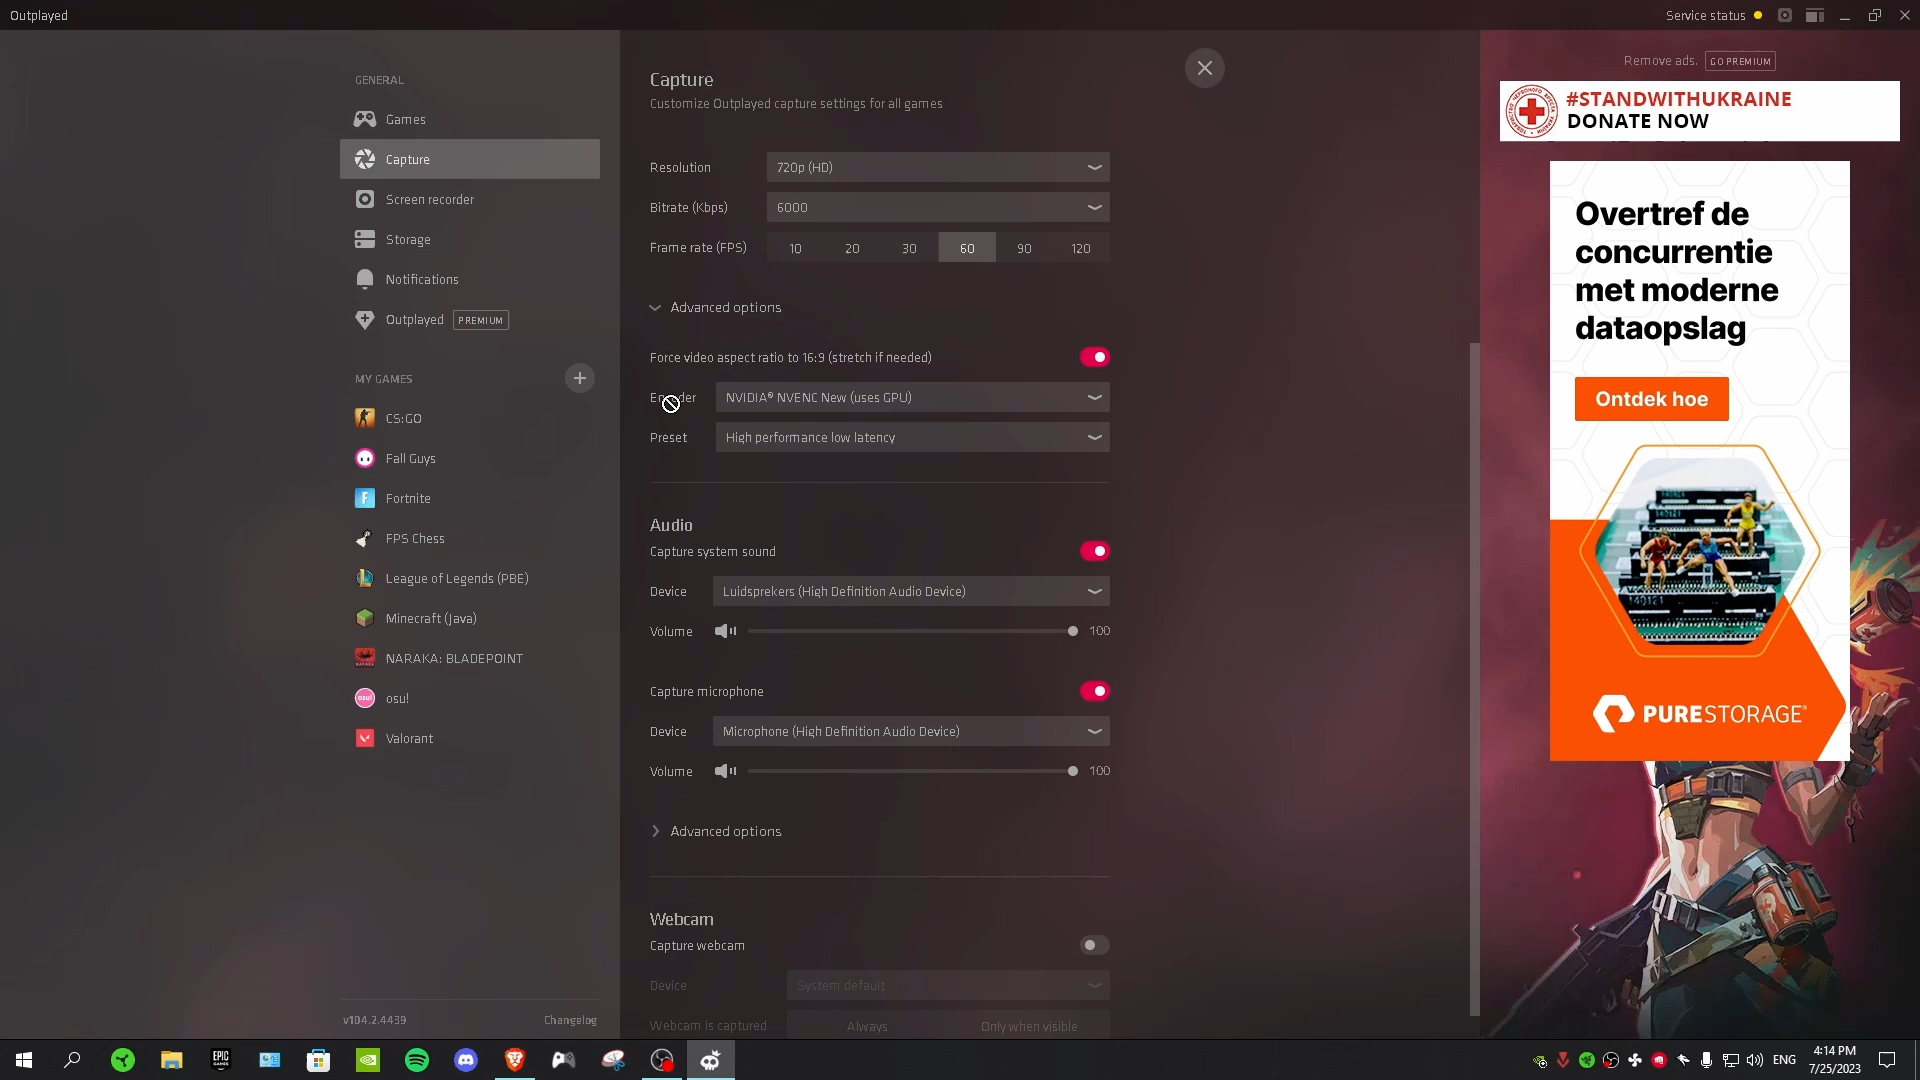 Outplayed
Service status
GENERAL
Games
Capture
Screen recorder
Storage
Notifications
Outplayed PREMIUM
MY GAMES
CS:GO
Fall Guys
Fortnite
FPS Chess
League of Legends (PBE)
Minecraft (Java)
NARAKA: BLADEPOINT
osu!
Valorant
v104.2.4439
Changelog
Capture
Customize Outplayed capture settings for all games
Resolution 720p (HD)
Bitrate (Kbps) 6000
Frame rate (FPS) 10 20 30 60 90 120
Advanced options
Force video aspect ratio to 16:9 (stretch if needed)
Encoder NVIDIA® NVENC New (uses GPU)
Preset High performance low latency
Audio
Capture system sound
Device Luidsprekers (High Definition Audio Device)
Volume 100
Capture microphone
Device Microphone (High Definition Audio Device)
Volume 100
Advanced options
Webcam
Capture webcam
Device System default
Webcam is captured Always Only when visible
Remove ads. GO PREMIUM
#STANDWITHUKRAINE
DONATE NOW
Overtref de
concurrentie
met moderne
dataopslag
Ontdek hoe
140121
140121
PURESTORAGE®
EPIC
GAMES
ENG
4:14 PM
7/25/2023